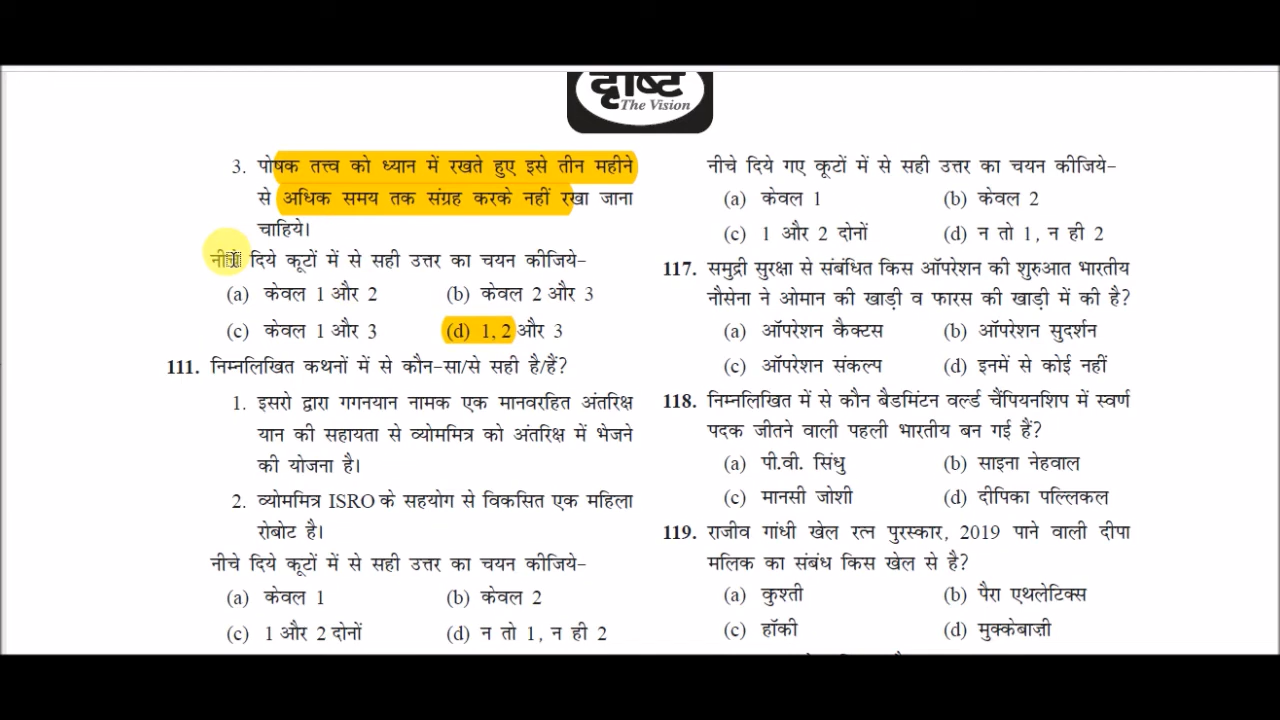 दृष्टि
The Vision
3. पोषक तत्त्व को ध्यान में रखते हुए इसे तीन महीने
से अधिक समय तक संग्रह करके नहीं रखा जाना
चाहिये।
नीचे दिये कूटों में से सही उत्तर का चयन कीजिये–
(a) केवल 1 और 2 (b) केवल 2 और 3
(c) केवल 1 और 3 (d) 1, 2 और 3
111. निम्नलिखित कथनों में से कौन-सा/से सही है/हैं?
1. इसरो द्वारा गगनयान नामक एक मानवरहित अंतरिक्ष
यान की सहायता से व्योममित्र को अंतरिक्ष में भेजने
की योजना है।
2. व्योममित्र ISRO के सहयोग से विकसित एक महिला
रोबोट है।
नीचे दिये कूटों में से सही उत्तर का चयन कीजिये–
(a) केवल 1 (b) केवल 2
(c) 1 और 2 दोनों (d) न तो 1, न ही 2
नीचे दिये गए कूटों में से सही उत्तर का चयन कीजिये–
(a) केवल 1 (b) केवल 2
(c) 1 और 2 दोनों (d) न तो 1, न ही 2
117. समुद्री सुरक्षा से संबंधित किस ऑपरेशन की शुरुआत भारतीय
नौसेना ने ओमान की खाड़ी व फारस की खाड़ी में की है?
(a) ऑपरेशन कैक्टस (b) ऑपरेशन सुदर्शन
(c) ऑपरेशन संकल्प (d) इनमें से कोई नहीं
118. निम्नलिखित में से कौन बैडमिंटन वर्ल्ड चैंपियनशिप में स्वर्ण
पदक जीतने वाली पहली भारतीय बन गई हैं?
(a) पी.वी. सिंधु (b) साइना नेहवाल
(c) मानसी जोशी (d) दीपिका पल्लिकल
119. राजीव गांधी खेल रत्न पुरस्कार, 2019 पाने वाली दीपा
मलिक का संबंध किस खेल से है?
(a) कुश्ती (b) पैरा एथलेटिक्स
(c) हॉकी (d) मुक्केबाज़ी